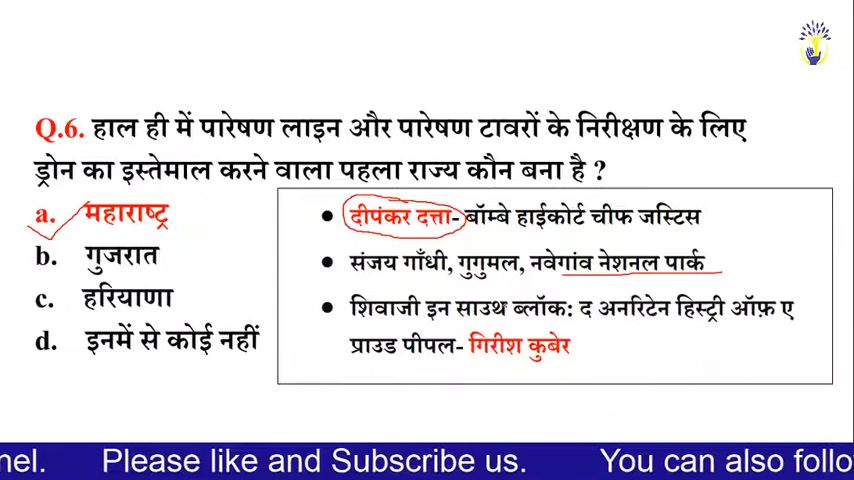 Q.6. हाल ही में पारेषण लाइन और पारेषण टावरों के निरीक्षण के लिए
ड्रोन का इस्तेमाल करने वाला पहला राज्य कौन बना है ?
a. महाराष्ट्र
b. गुजरात
c. हरियाणा
d. इनमें से कोई नहीं
• दीपंकर दत्ता- बॉम्बे हाईकोर्ट चीफ जस्टिस
• संजय गाँधी, गुगुमल, नवेगांव नेशनल पार्क
• शिवाजी इन साउथ ब्लॉक: द अनरिटेन हिस्ट्री ऑफ़ ए
प्राउड पीपल- गिरीश कुबेर
nel. Please like and Subscribe us. You can also follo